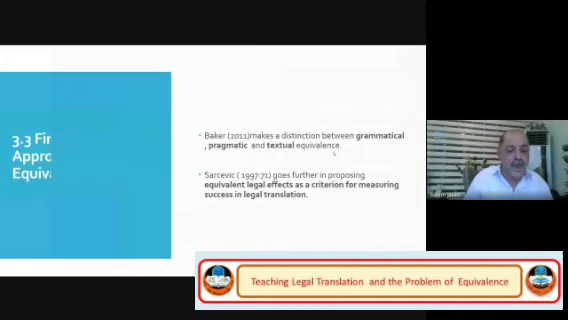 3.3 Fin
Appro
Equiva
Baker (2011)makes a distinction between grammatical
, pragmatic and textual equivalence.
Sarcevic ( 1997:71) goes further in proposing
equivalent legal effects as a criterion for measuring
success in legal translation.
Teaching Legal Translation and the Problem of Equivalence